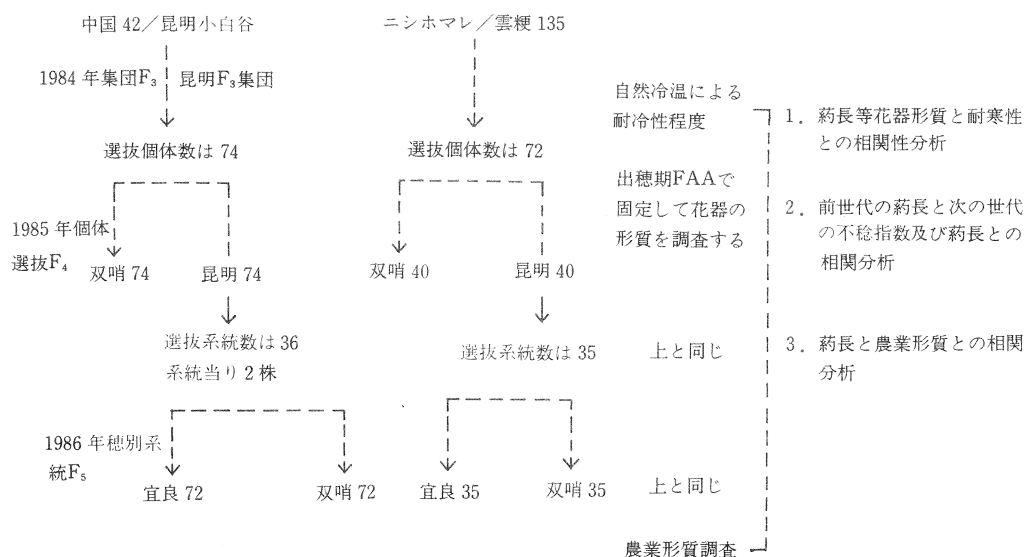 中国 42／昆明小白谷
ニシホマレ／雲粳 135
1984 年集団F₃
昆明F₃集団
選抜個体数は 74
選抜個体数は 72
自然冷温による
耐冷性程度
1. 葯長等花器形質と耐寒性
との相関性分析
出穂期FAAで
固定して花器の
形質を調査する
2. 前世代の葯長と次の世代
の不稔指数及び葯長との
相関分析
1985 年個体
選抜F₄
双哨 74
昆明 74
双哨 40
昆明 40
選抜系統数は 36
系統当り 2 株
選抜系統数は 35
上と同じ
3. 葯長と農業形質との相関
分析
1986 年穂別系
統F₅
宜良 72
双哨 72
宜良 35
双哨 35
上と同じ
農業形質調査